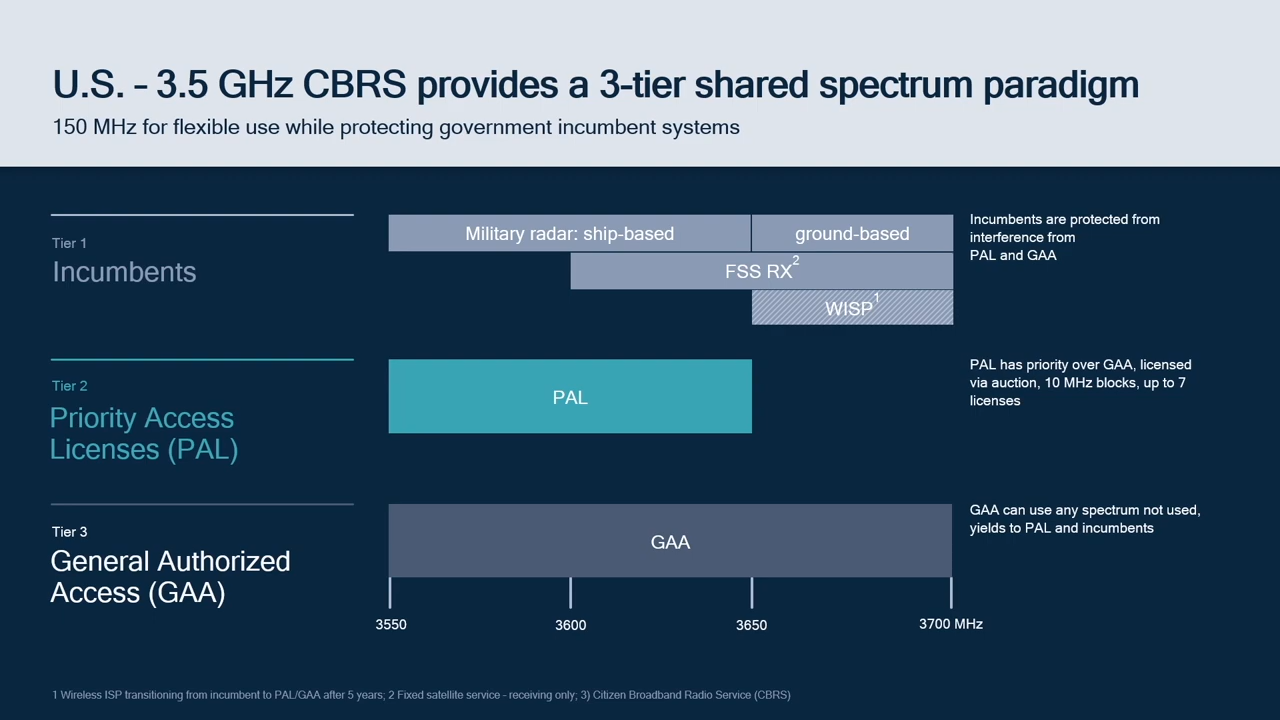 U.S. – 3.5 GHz CBRS provides a 3-tier shared spectrum paradigm
150 MHz for flexible use while protecting government incumbent systems
Tier 1
Incumbents
Military radar: ship-based
ground-based
FSS RX2
WISP1
Incumbents are protected from
interference from
PAL and GAA
Tier 2
Priority Access
Licenses (PAL)
PAL
PAL has priority over GAA, licensed
via auction, 10 MHz blocks, up to 7
licenses
Tier 3
General Authorized
Access (GAA)
GAA
GAA can use any spectrum not used,
yields to PAL and incumbents
3550
3600
3650
3700 MHz
1 Wireless ISP transitioning from incumbent to PAL/GAA after 5 years; 2 Fixed satellite service - receiving only; 3) Citizen Broadband Radio Service (CBRS)